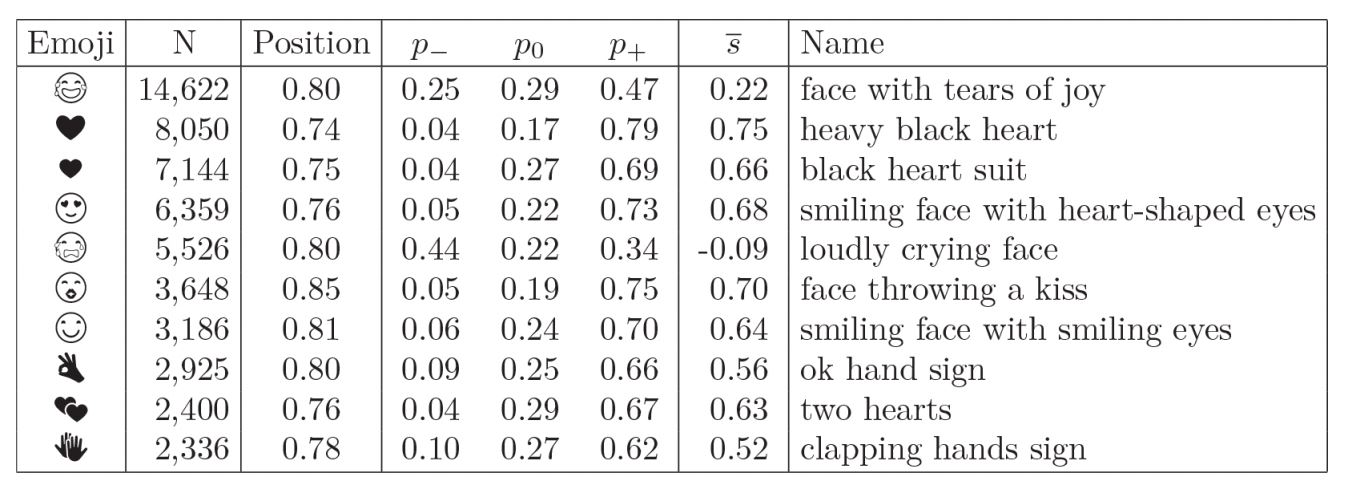 Emoji N Position p− p0 p+ s̅ Name
😂 14,622 0.80 0.25 0.29 0.47 0.22 face with tears of joy
❤ 8,050 0.74 0.04 0.17 0.79 0.75 heavy black heart
♥ 7,144 0.75 0.04 0.27 0.69 0.66 black heart suit
😍 6,359 0.76 0.05 0.22 0.73 0.68 smiling face with heart-shaped eyes
😭 5,526 0.80 0.44 0.22 0.34 -0.09 loudly crying face
😘 3,648 0.85 0.05 0.19 0.75 0.70 face throwing a kiss
😊 3,186 0.81 0.06 0.24 0.70 0.64 smiling face with smiling eyes
👌 2,925 0.80 0.09 0.25 0.66 0.56 ok hand sign
💕 2,400 0.76 0.04 0.29 0.67 0.63 two hearts
👏 2,336 0.78 0.10 0.27 0.62 0.52 clapping hands sign